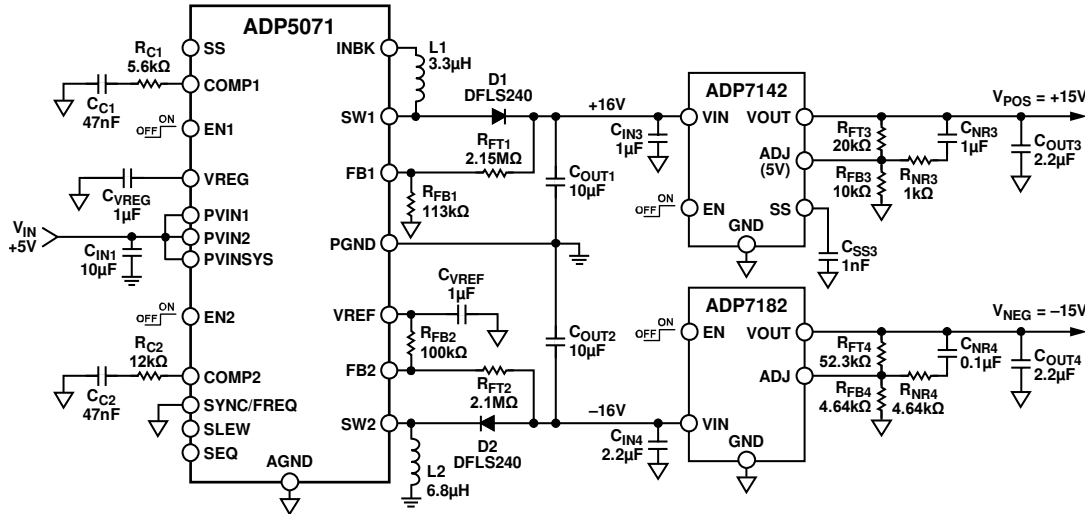 ADP5071
SS
COMP1
EN1
VREG
PVIN1
PVIN2
PVINSYS
EN2
COMP2
SYNC/FREQ
SLEW
SEQ
AGND
INBK
SW1
FB1
PGND
VREF
FB2
SW2
RC1
5.6kΩ
CC1
47nF
ON
OFF
CVREG
1µF
VIN
+5V
CIN1
10µF
ON
OFF
RC2
12kΩ
CC2
47nF
L1
3.3µH
D1
DFLS240
RFT1
2.15MΩ
RFB1
113kΩ
COUT1
10µF
+16V
CIN3
1µF
CVREF
1µF
RFB2
100kΩ
RFT2
2.1MΩ
COUT2
10µF
D2
DFLS240
L2
6.8µH
–16V
CIN4
2.2µF
ADP7142
VIN
VOUT
ADJ
(5V)
EN
SS
GND
ON
OFF
VPOS = +15V
RFT3
20kΩ
CNR3
1µF
COUT3
2.2µF
RFB3
10kΩ
RNR3
1kΩ
CSS3
1nF
ADP7182
EN
VOUT
ADJ
VIN
GND
ON
OFF
VNEG = –15V
RFT4
52.3kΩ
CNR4
0.1µF
COUT4
2.2µF
RFB4
4.64kΩ
RNR4
4.64kΩ